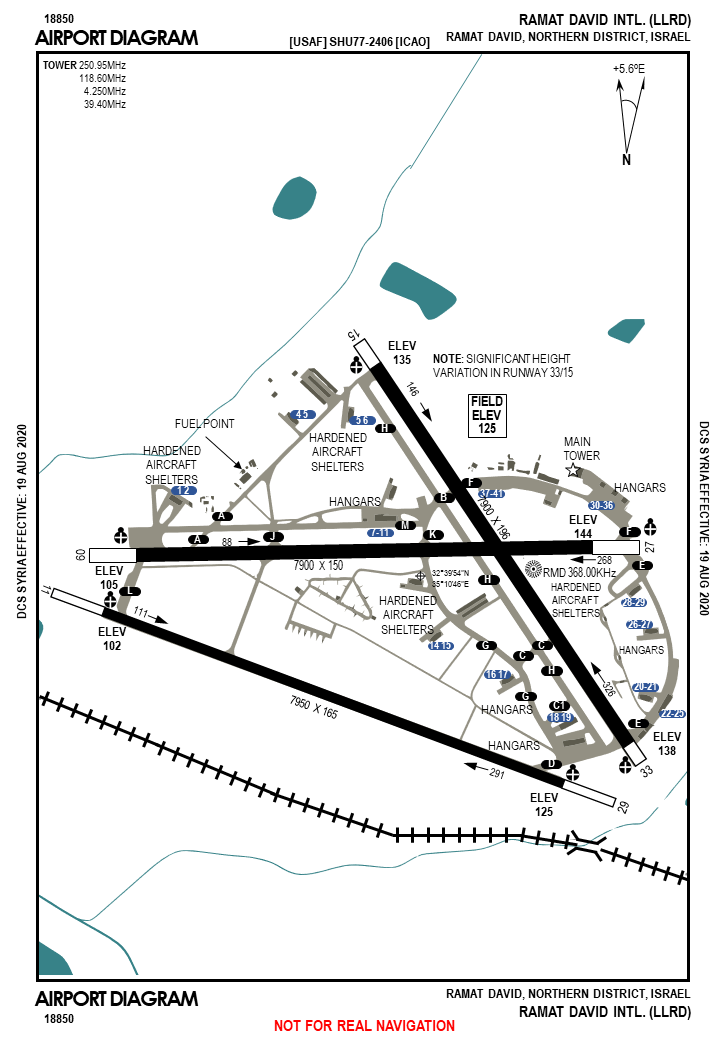 18850
AIRPORT DIAGRAM
[USAF] SHU77-2406 [ICAO]
RAMAT DAVID INTL. (LLRD)
RAMAT DAVID, NORTHERN DISTRICT, ISRAEL
TOWER 250.95MHz
118.60MHz
4.250MHz
39.40MHz
+5.6ºE
N
15
ELEV
135
NOTE: SIGNIFICANT HEIGHT
VARIATION IN RUNWAY 33/15
146
FIELD
ELEV
125
FUEL POINT
4 5
5 6
H
HARDENED
AIRCRAFT
SHELTERS
HARDENED
AIRCRAFT
SHELTERS
MAIN
TOWER
1 2
HANGARS
F
37-41
B
HANGARS
30-36
7900 X 196
A
M
7-11
ELEV
144
F
A
J
K
88
09
27
268
E
ELEV
105
7900 X 150
32°39'54"N
35°10'46"E
RMD 368.00KHz
H
HARDENED
AIRCRAFT
SHELTERS
11
L
111
ELEV
102
HARDENED
AIRCRAFT
SHELTERS
28-29
26-27
14 15
G
C
C
HANGARS
H
16 17
326
20-21
G
C1
HANGARS
18 19
22-25
E
7950 X 165
HANGARS
ELEV
138
D
33
291
ELEV
125
29
DCS SYRIA EFFECTIVE: 19 AUG 2020
DCS SYRIA EFFECTIVE: 19 AUG 2020
AIRPORT DIAGRAM
18850
RAMAT DAVID, NORTHERN DISTRICT, ISRAEL
RAMAT DAVID INTL. (LLRD)
NOT FOR REAL NAVIGATION